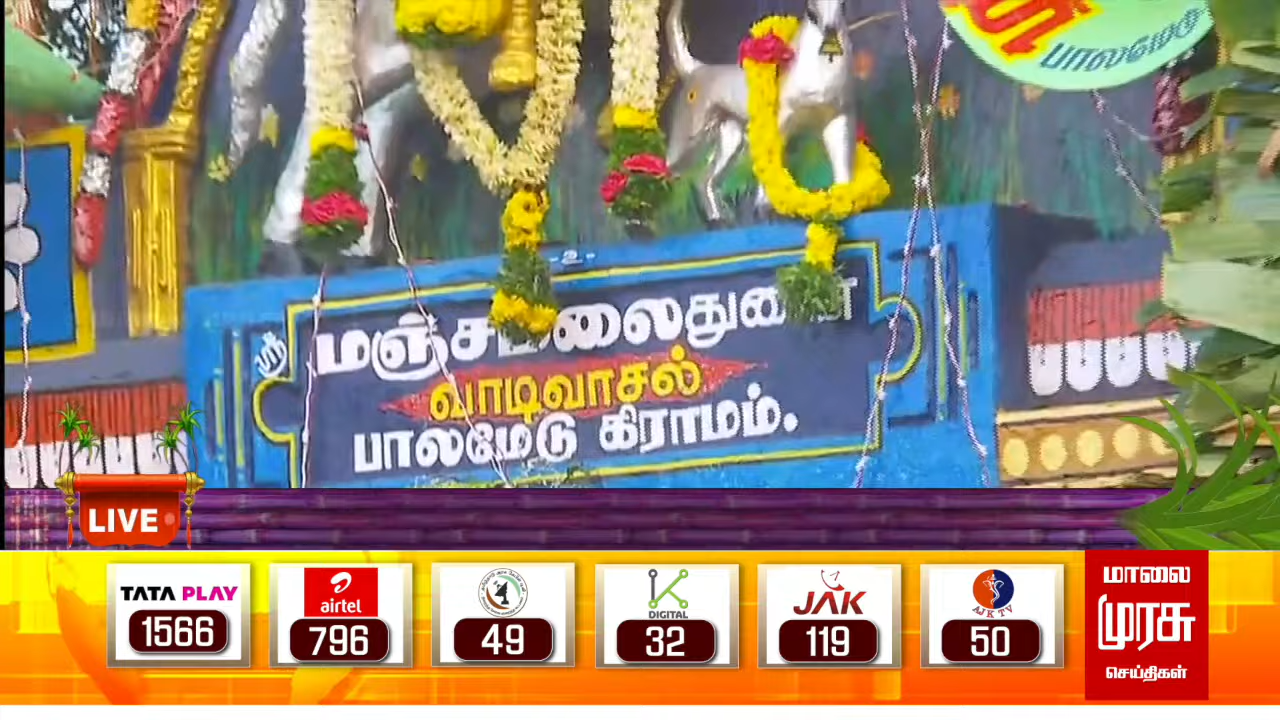 பாலமேடு
-உ-
ஸ்ரீ மஞ்சமலைதுணை
வாடிவாசல்
பாலமேடு கிராமம்.
LIVE
TATA PLAY
1566
airtel
796
49
DIGITAL
32
JAK
119
AJK TV
50
மாலை
முரசு
செய்திகள்